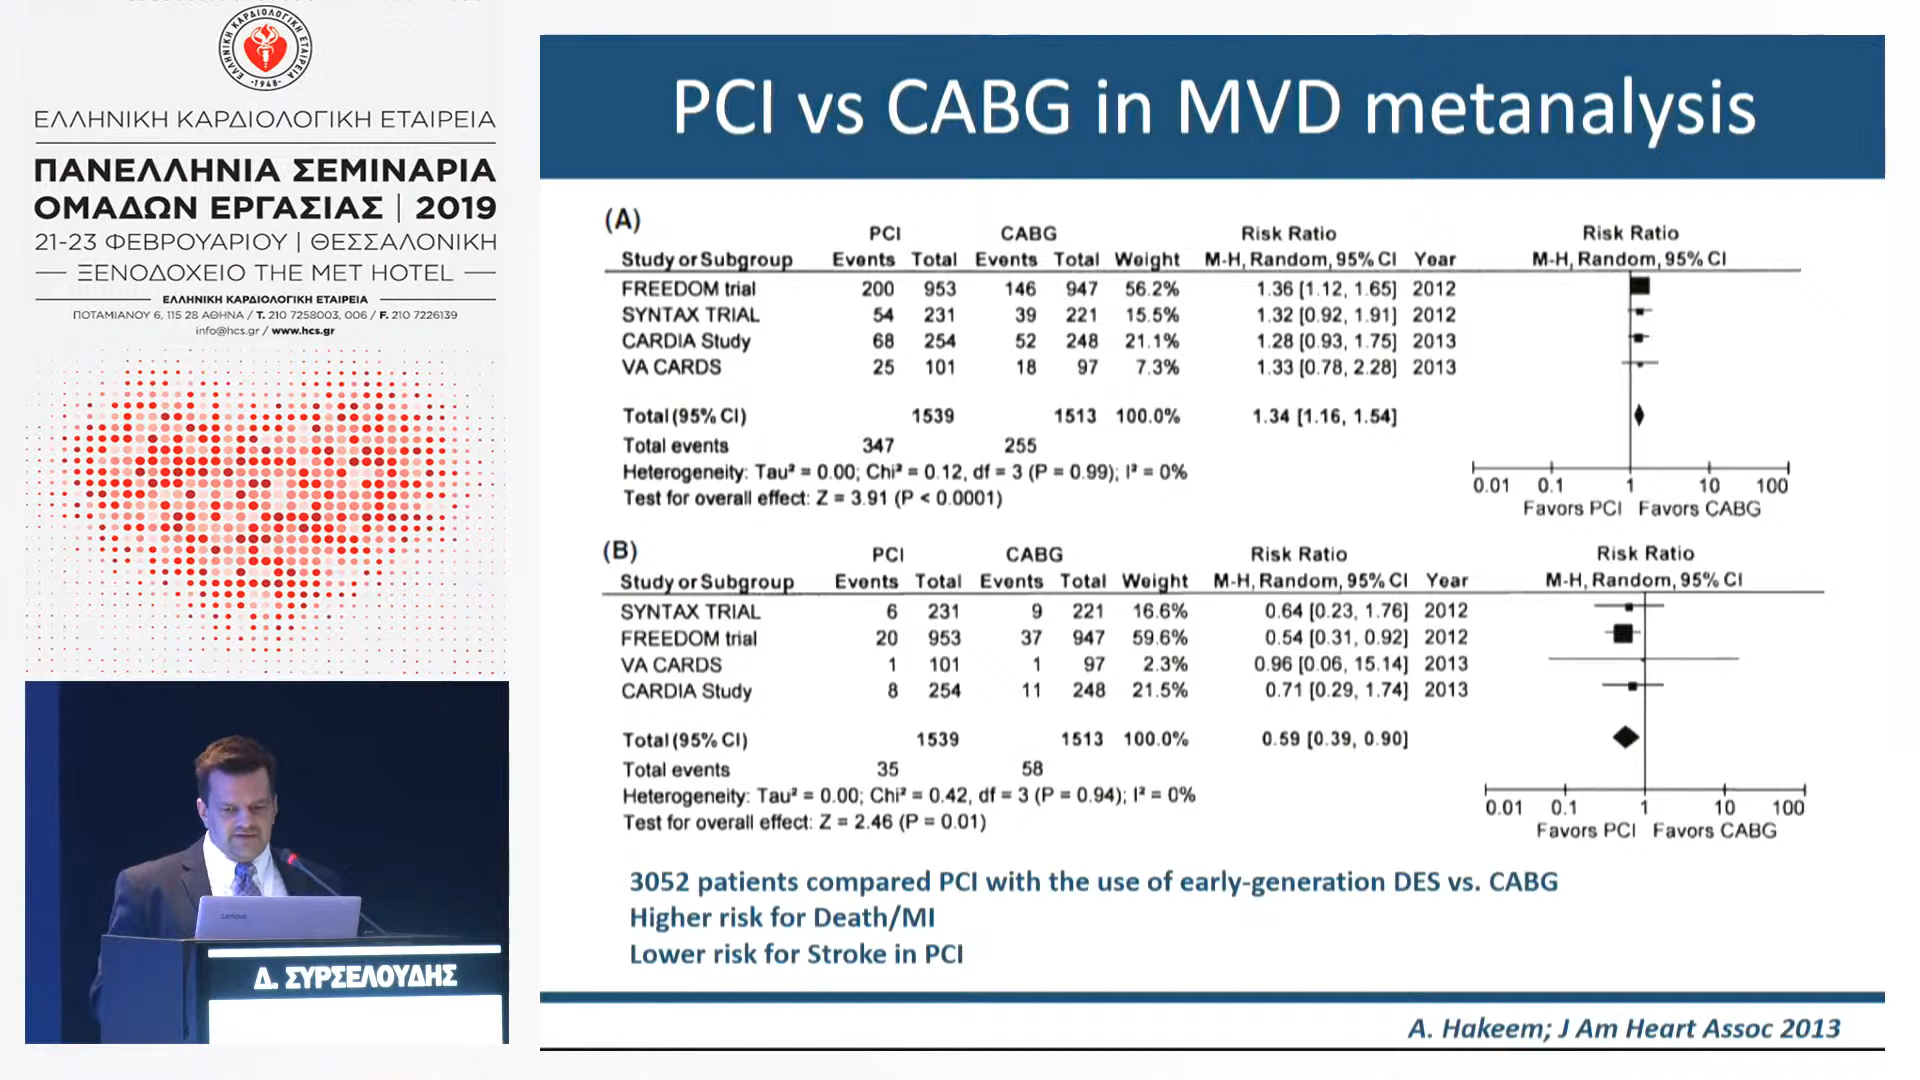 ΕΛΛΗΝΙΚΗ ΚΑΡΔΙΟΛΟΓΙΚΗ ΕΤΑΙΡΕΙΑ
-1948-
ΕΛΛΗΝΙΚΗ ΚΑΡΔΙΟΛΟΓΙΚΗ ΕΤΑΙΡΕΙΑ
ΠΑΝΕΛΛΗΝΙΑ ΣΕΜΙΝΑΡΙΑ
ΟΜΑΔΩΝ ΕΡΓΑΣΙΑΣ | 2019
21-23 ΦΕΒΡΟΥΑΡΙΟΥ | ΘΕΣΣΑΛΟΝΙΚΗ
ΞΕΝΟΔΟΧΕΙΟ THE MET HOTEL
ΕΛΛΗΝΙΚΗ ΚΑΡΔΙΟΛΟΓΙΚΗ ΕΤΑΙΡΕΙΑ
ΠΟΤΑΜΙΑΝΟΥ 6, 115 28 ΑΘΗΝΑ / T. 210 7258003, 006 / F. 210 7226139
info@hcs.gr / www.hcs.gr
Lenovo
Δ. ΣΥΡΣΕΛΟΥΔΗΣ
PCI vs CABG in MVD metanalysis
(A)
PCI CABG Risk Ratio Risk Ratio
Study or Subgroup Events Total Events Total Weight M-H, Random, 95% CI Year M-H, Random, 95% CI
FREEDOM trial 200 953 146 947 56.2% 1.36 [1.12, 1.65] 2012
SYNTAX TRIAL 54 231 39 221 15.5% 1.32 [0.92, 1.91] 2012
CARDIA Study 68 254 52 248 21.1% 1.28 [0.93, 1.75] 2013
VA CARDS 25 101 18 97 7.3% 1.33 [0.78, 2.28] 2013
Total (95% CI) 1539 1513 100.0% 1.34 [1.16, 1.54]
Total events 347 255
Heterogeneity: Tau² = 0.00; Chi² = 0.12, df = 3 (P = 0.99); I² = 0%
Test for overall effect: Z = 3.91 (P < 0.0001)
0.01 0.1 1 10 100
Favors PCI Favors CABG
(B)
PCI CABG Risk Ratio Risk Ratio
Study or Subgroup Events Total Events Total Weight M-H, Random, 95% CI Year M-H, Random, 95% CI
SYNTAX TRIAL 6 231 9 221 16.6% 0.64 [0.23, 1.76] 2012
FREEDOM trial 20 953 37 947 59.6% 0.54 [0.31, 0.92] 2012
VA CARDS 1 101 1 97 2.3% 0.96 [0.06, 15.14] 2013
CARDIA Study 8 254 11 248 21.5% 0.71 [0.29, 1.74] 2013
Total (95% CI) 1539 1513 100.0% 0.59 [0.39, 0.90]
Total events 35 58
Heterogeneity: Tau² = 0.00; Chi² = 0.42, df = 3 (P = 0.94); I² = 0%
Test for overall effect: Z = 2.46 (P = 0.01)
0.01 0.1 1 10 100
Favors PCI Favors CABG
3052 patients compared PCI with the use of early-generation DES vs. CABG
Higher risk for Death/MI
Lower risk for Stroke in PCI
A. Hakeem; J Am Heart Assoc 2013